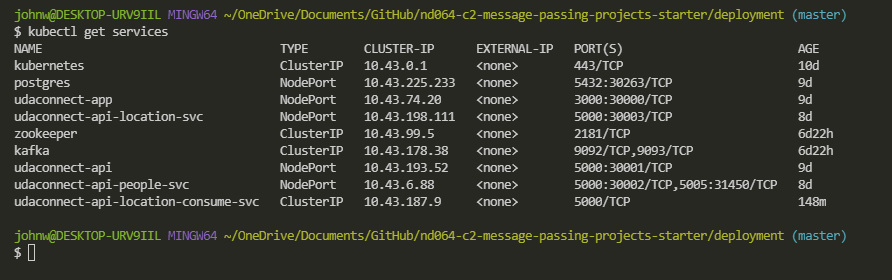 johnw@DESKTOP-URV9IIL MINGW64 ~/OneDrive/Documents/GitHub/nd064-c2-message-passing-projects-starter/deployment (master)
$ kubectl get services
NAME TYPE CLUSTER-IP EXTERNAL-IP PORT(S) AGE
kubernetes ClusterIP 10.43.0.1 <none> 443/TCP 10d
postgres NodePort 10.43.225.233 <none> 5432:30263/TCP 9d
udaconnect-app NodePort 10.43.74.20 <none> 3000:30000/TCP 9d
udaconnect-api-location-svc NodePort 10.43.198.111 <none> 5000:30003/TCP 8d
zookeeper ClusterIP 10.43.99.5 <none> 2181/TCP 6d22h
kafka ClusterIP 10.43.178.38 <none> 9092/TCP,9093/TCP 6d22h
udaconnect-api NodePort 10.43.193.52 <none> 5000:30001/TCP 9d
udaconnect-api-people-svc NodePort 10.43.6.88 <none> 5000:30002/TCP,5005:31450/TCP 8d
udaconnect-api-location-consume-svc ClusterIP 10.43.187.9 <none> 5000/TCP 148m
johnw@DESKTOP-URV9IIL MINGW64 ~/OneDrive/Documents/GitHub/nd064-c2-message-passing-projects-starter/deployment (master)
$